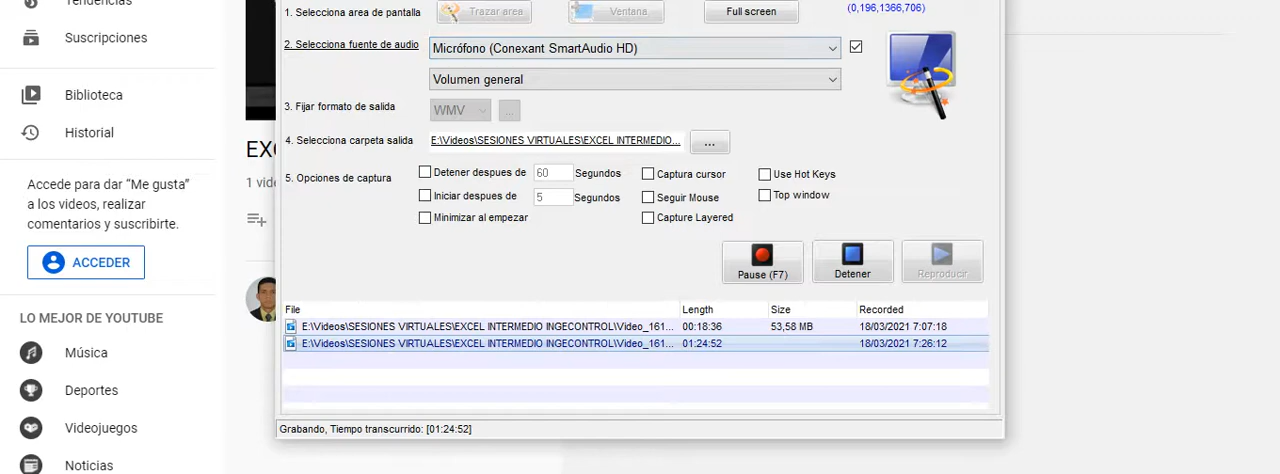 Tendencias
Suscripciones
Biblioteca
Historial
Accede para dar “Me gusta”
a los videos, realizar
comentarios y suscribirte.
ACCEDER
LO MEJOR DE YOUTUBE
Música
Deportes
Videojuegos
Noticias
EXC
1 vide
1. Selecciona area de pantalla
Trazar area
Ventana
Full screen
(0,196,1366,706)
2. Selecciona fuente de audio
Micrófono (Conexant SmartAudio HD)
Volumen general
3. Fijar formato de salida
WMV
...
4. Selecciona carpeta salida
E:\Videos\SESIONES VIRTUALES\EXCEL INTERMEDIO...
...
5. Opciones de captura
Detener despues de 60 Segundos
Captura cursor
Use Hot Keys
Iniciar despues de 5 Segundos
Seguir Mouse
Top window
Minimizar al empezar
Capture Layered
Pause (F7)
Detener
Reproducir
File Length Size Recorded
E:\Videos\SESIONES VIRTUALES\EXCEL INTERMEDIO INGECONTROL\Video_161... 00:18:36 53,58 MB 18/03/2021 7:07:18
E:\Videos\SESIONES VIRTUALES\EXCEL INTERMEDIO INGECONTROL\Video_161... 01:24:52 18/03/2021 7:26:12
Grabando, Tiempo transcurrido: [01:24:52]